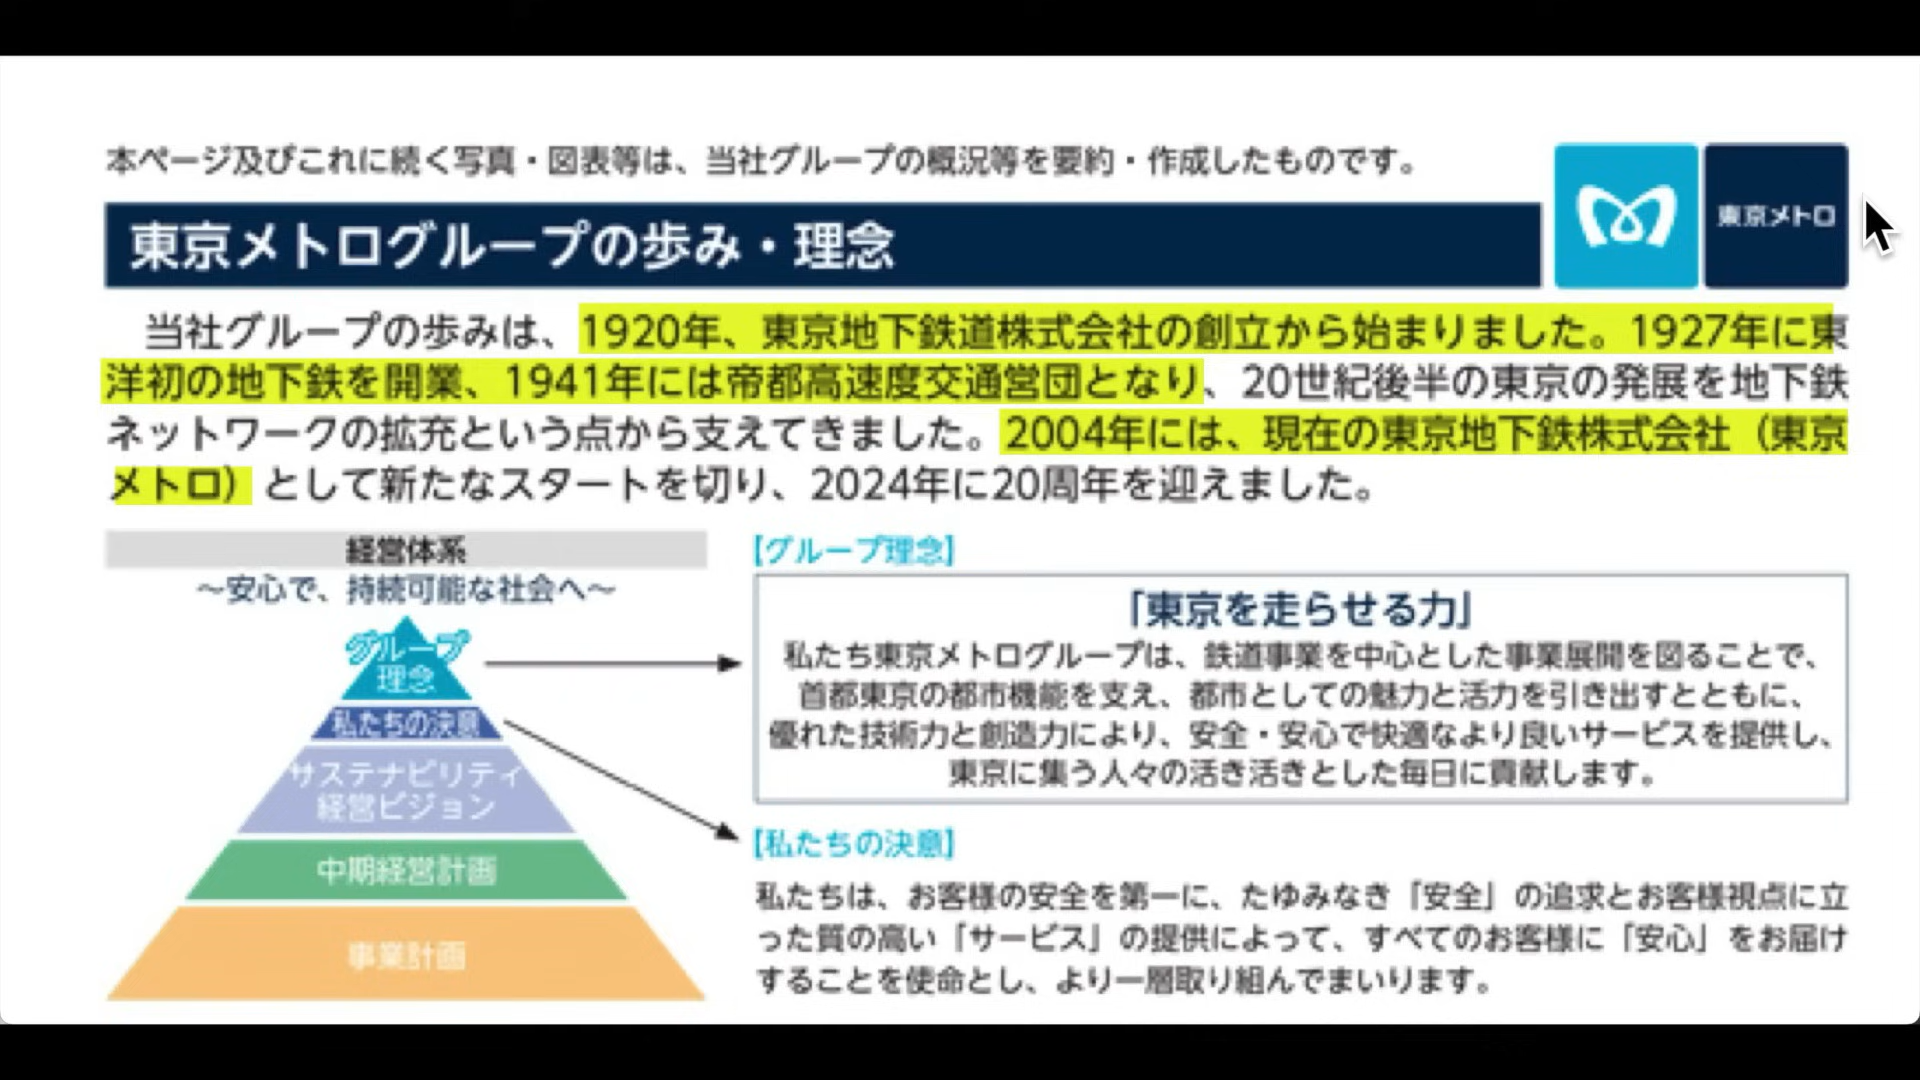 本ページ及びこれに続く写真・図表等は、当社グループの概況等を要約・作成したものです。
東京メトログループの歩み・理念
東京メトロ
当社グループの歩みは、1920年、東京地下鉄道株式会社の創立から始まりました。1927年に東
洋初の地下鉄を開業、1941年には帝都高速度交通営団となり、20世紀後半の東京の発展を地下鉄
ネットワークの拡充という点から支えてきました。2004年には、現在の東京地下鉄株式会社（東京
メトロ）として新たなスタートを切り、2024年に20周年を迎えました。
経営体系
～安心で、持続可能な社会へ～
グループ
理念
私たちの決意
サステナビリティ
経営ビジョン
中期経営計画
事業計画
［グループ理念］
「東京を走らせる力」
私たち東京メトログループは、鉄道事業を中心とした事業展開を図ることで、
首都東京の都市機能を支え、都市としての魅力と活力を引き出すとともに、
優れた技術力と創造力により、安全・安心で快適なより良いサービスを提供し、
東京に集う人々の活き活きとした毎日に貢献します。
［私たちの決意］
私たちは、お客様の安全を第一に、たゆみなき「安全」の追求とお客様視点に立
った質の高い「サービス」の提供によって、すべてのお客様に「安心」をお届け
することを使命とし、より一層取り組んでまいります。